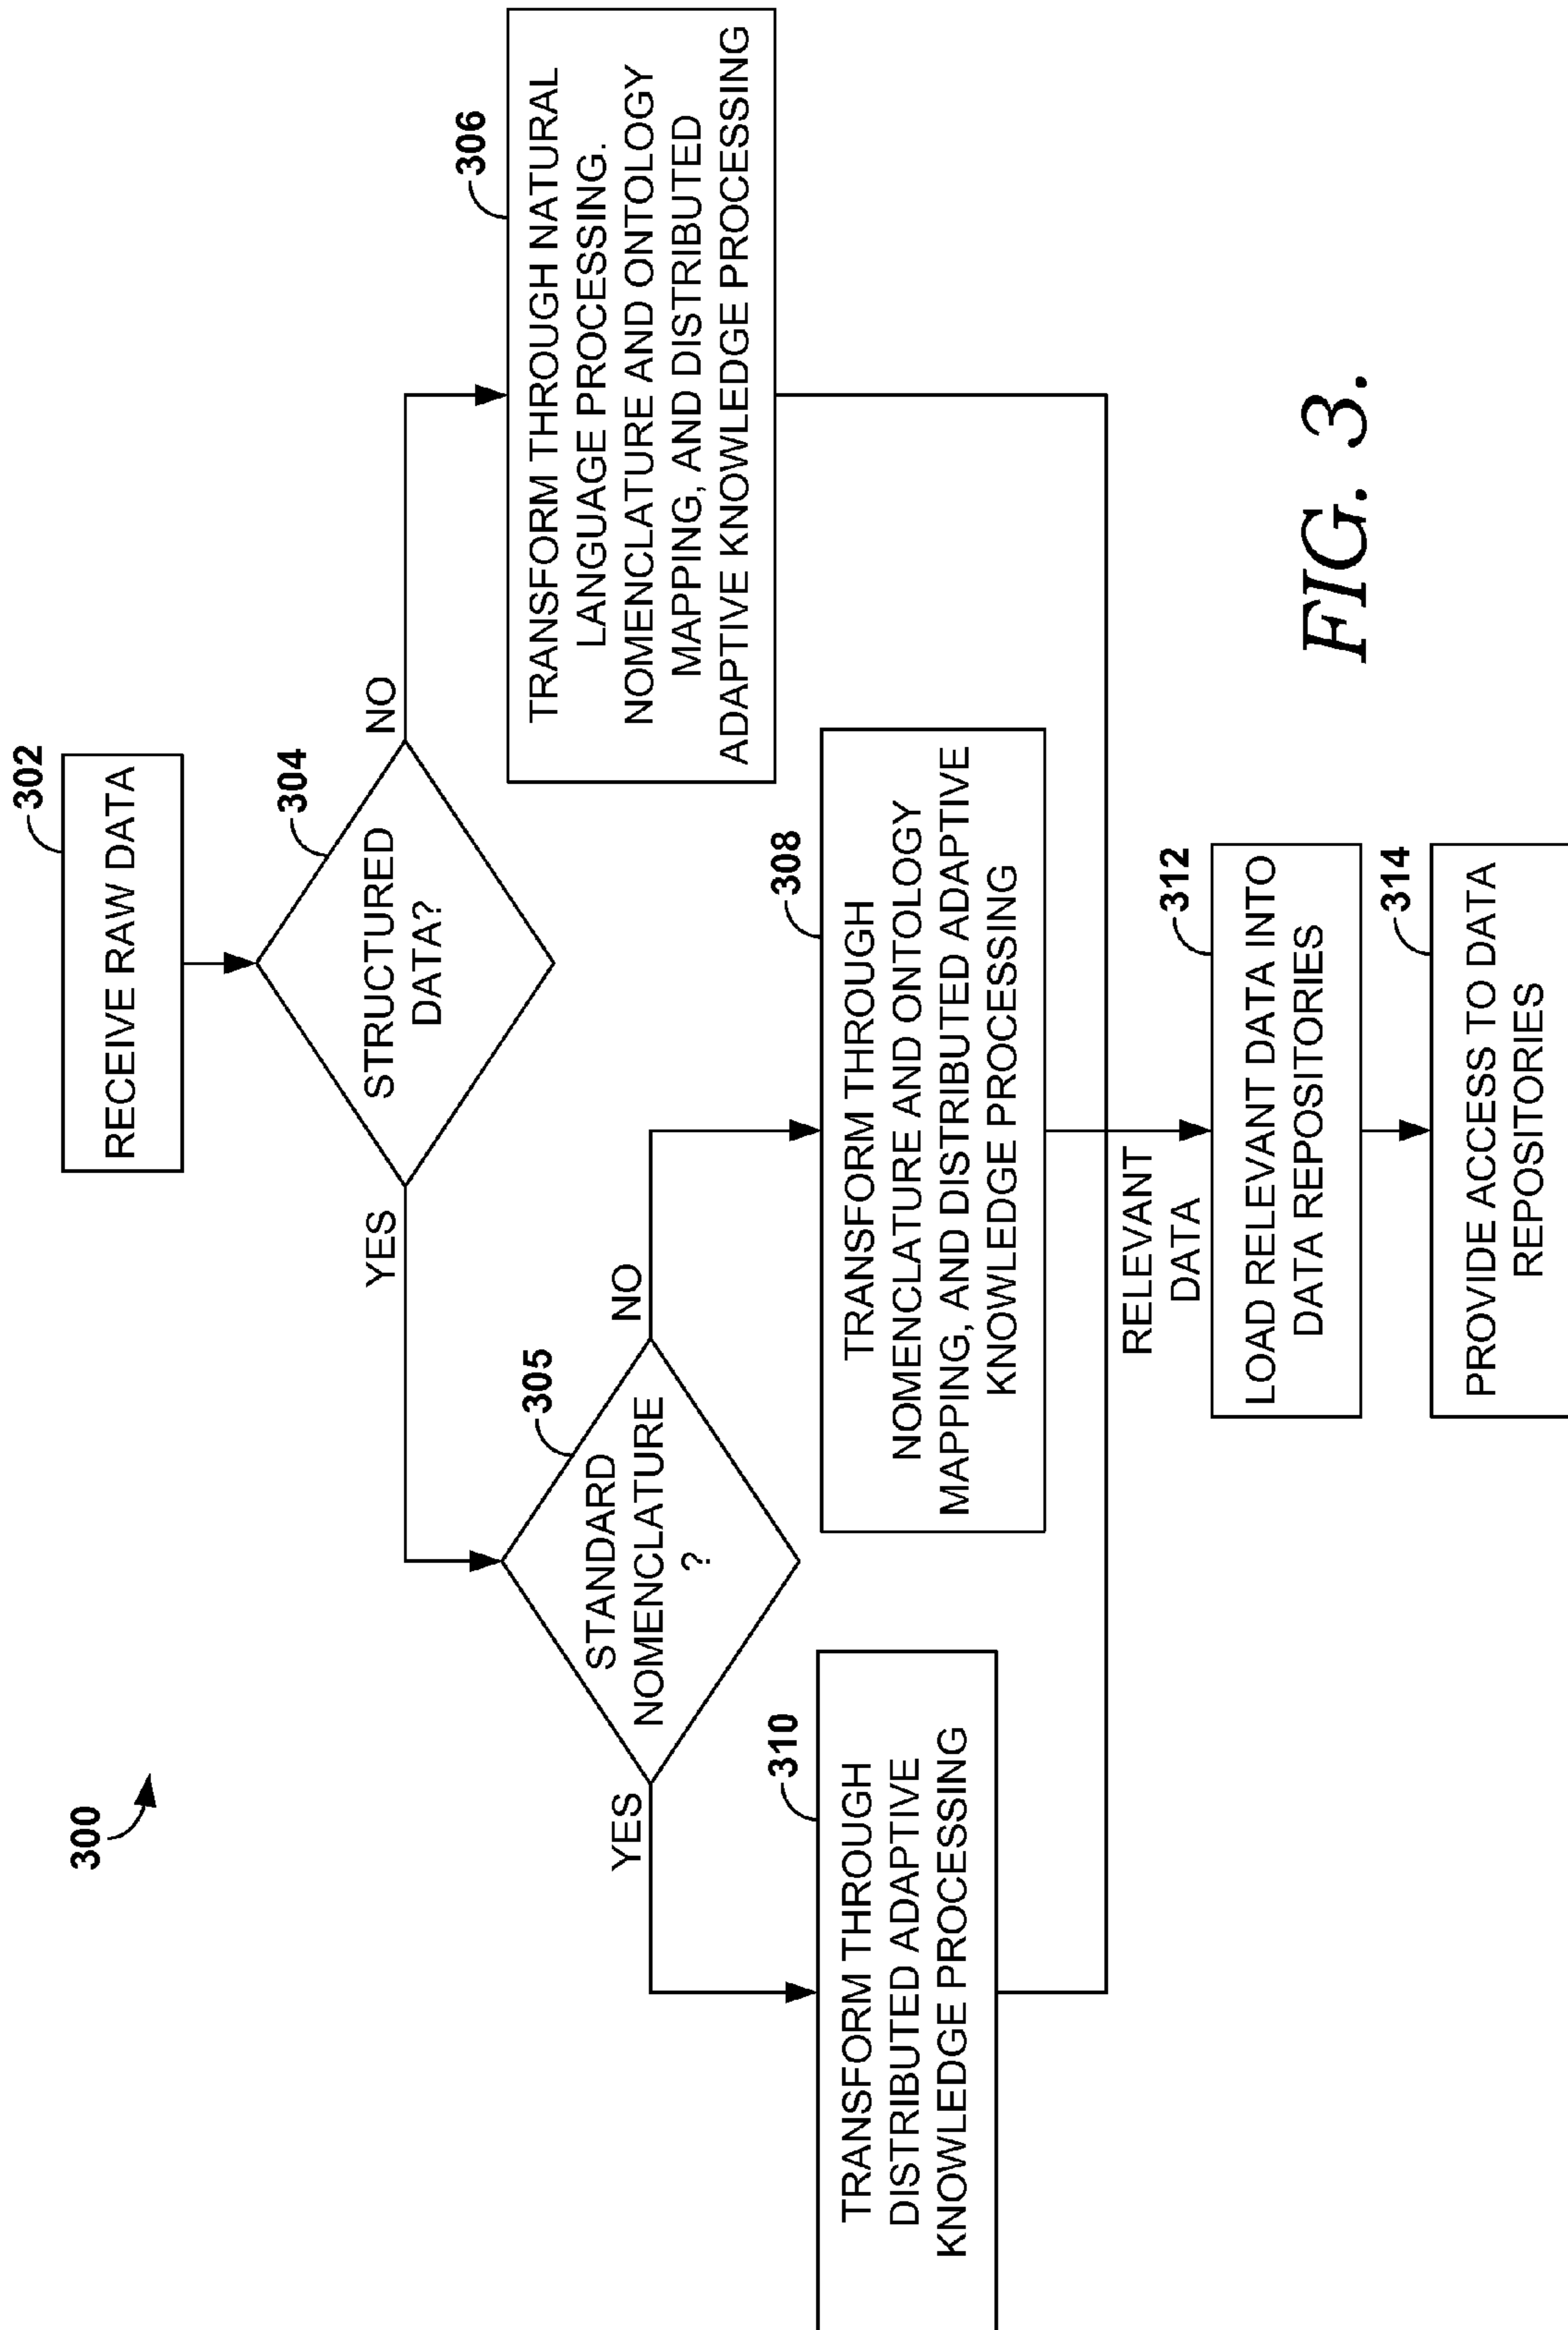 300
302
RECEIVE RAW DATA
304
STRUCTURED
DATA?
YES
NO
305
STANDARD
NOMENCLATURE
?
YES
NO
306
TRANSFORM THROUGH NATURAL
LANGUAGE PROCESSING.
NOMENCLATURE AND ONTOLOGY
MAPPING, AND DISTRIBUTED
ADAPTIVE KNOWLEDGE PROCESSING
310
TRANSFORM THROUGH
DISTRIBUTED ADAPTIVE
KNOWLEDGE PROCESSING
308
TRANSFORM THROUGH
NOMENCLATURE AND ONTOLOGY
MAPPING, AND DISTRIBUTED ADAPTIVE
KNOWLEDGE PROCESSING
RELEVANT
DATA
312
LOAD RELEVANT DATA INTO
DATA REPOSITORIES
314
PROVIDE ACCESS TO DATA
REPOSITORIES
FIG. 3.